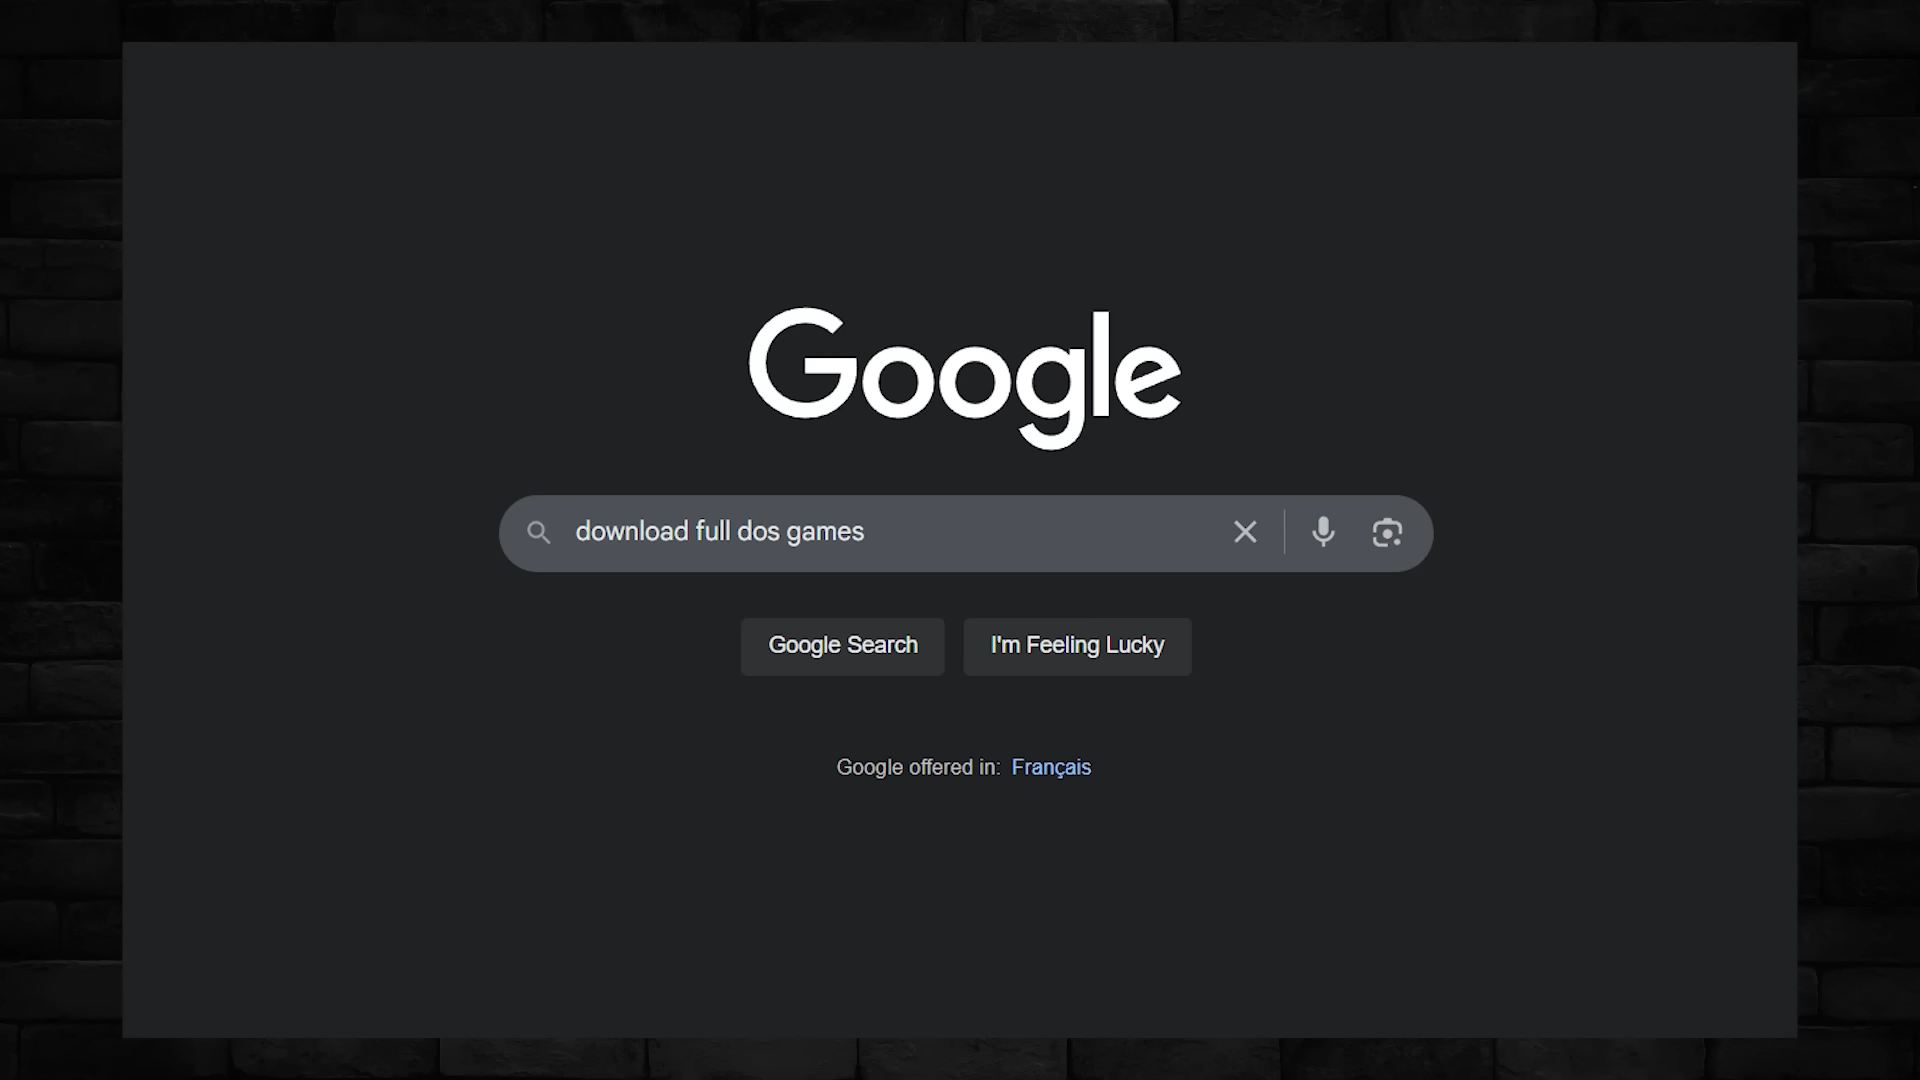 Google
download full dos games
Google Search
I'm Feeling Lucky
Google offered in: Français